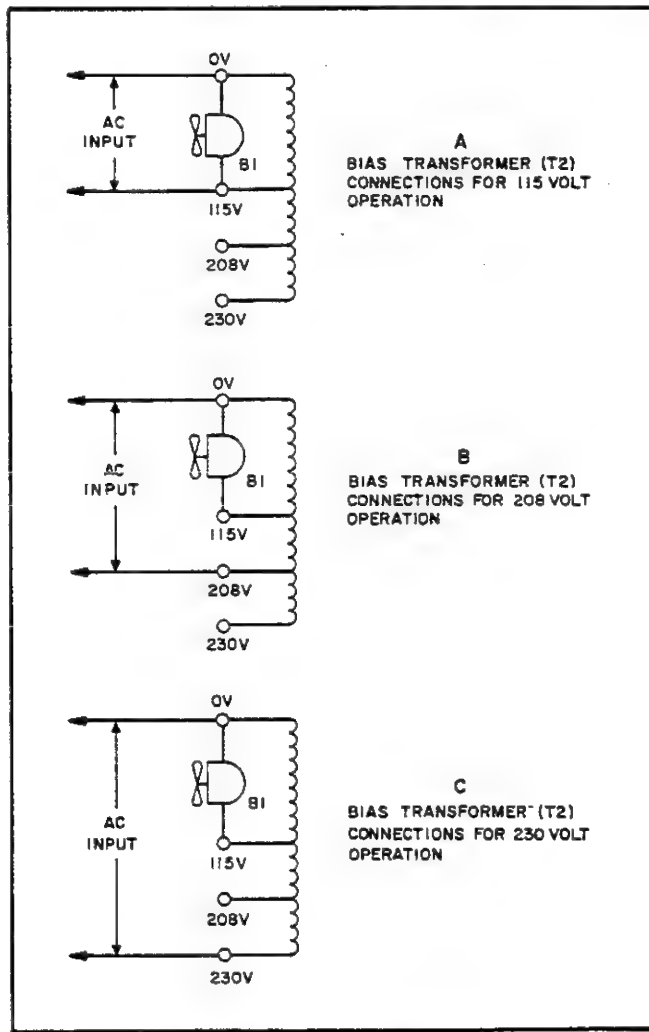 0V
AC
INPUT
B1
115V
208V
230V
A
BIAS TRANSFORMER (T2)
CONNECTIONS FOR 115 VOLT
OPERATION
0V
AC
INPUT
B1
115V
208V
230V
B
BIAS TRANSFORMER (T2)
CONNECTIONS FOR 208 VOLT
OPERATION
0V
AC
INPUT
B1
115V
208V
230V
C
BIAS TRANSFORMER (T2)
CONNECTIONS FOR 230 VOLT
OPERATION